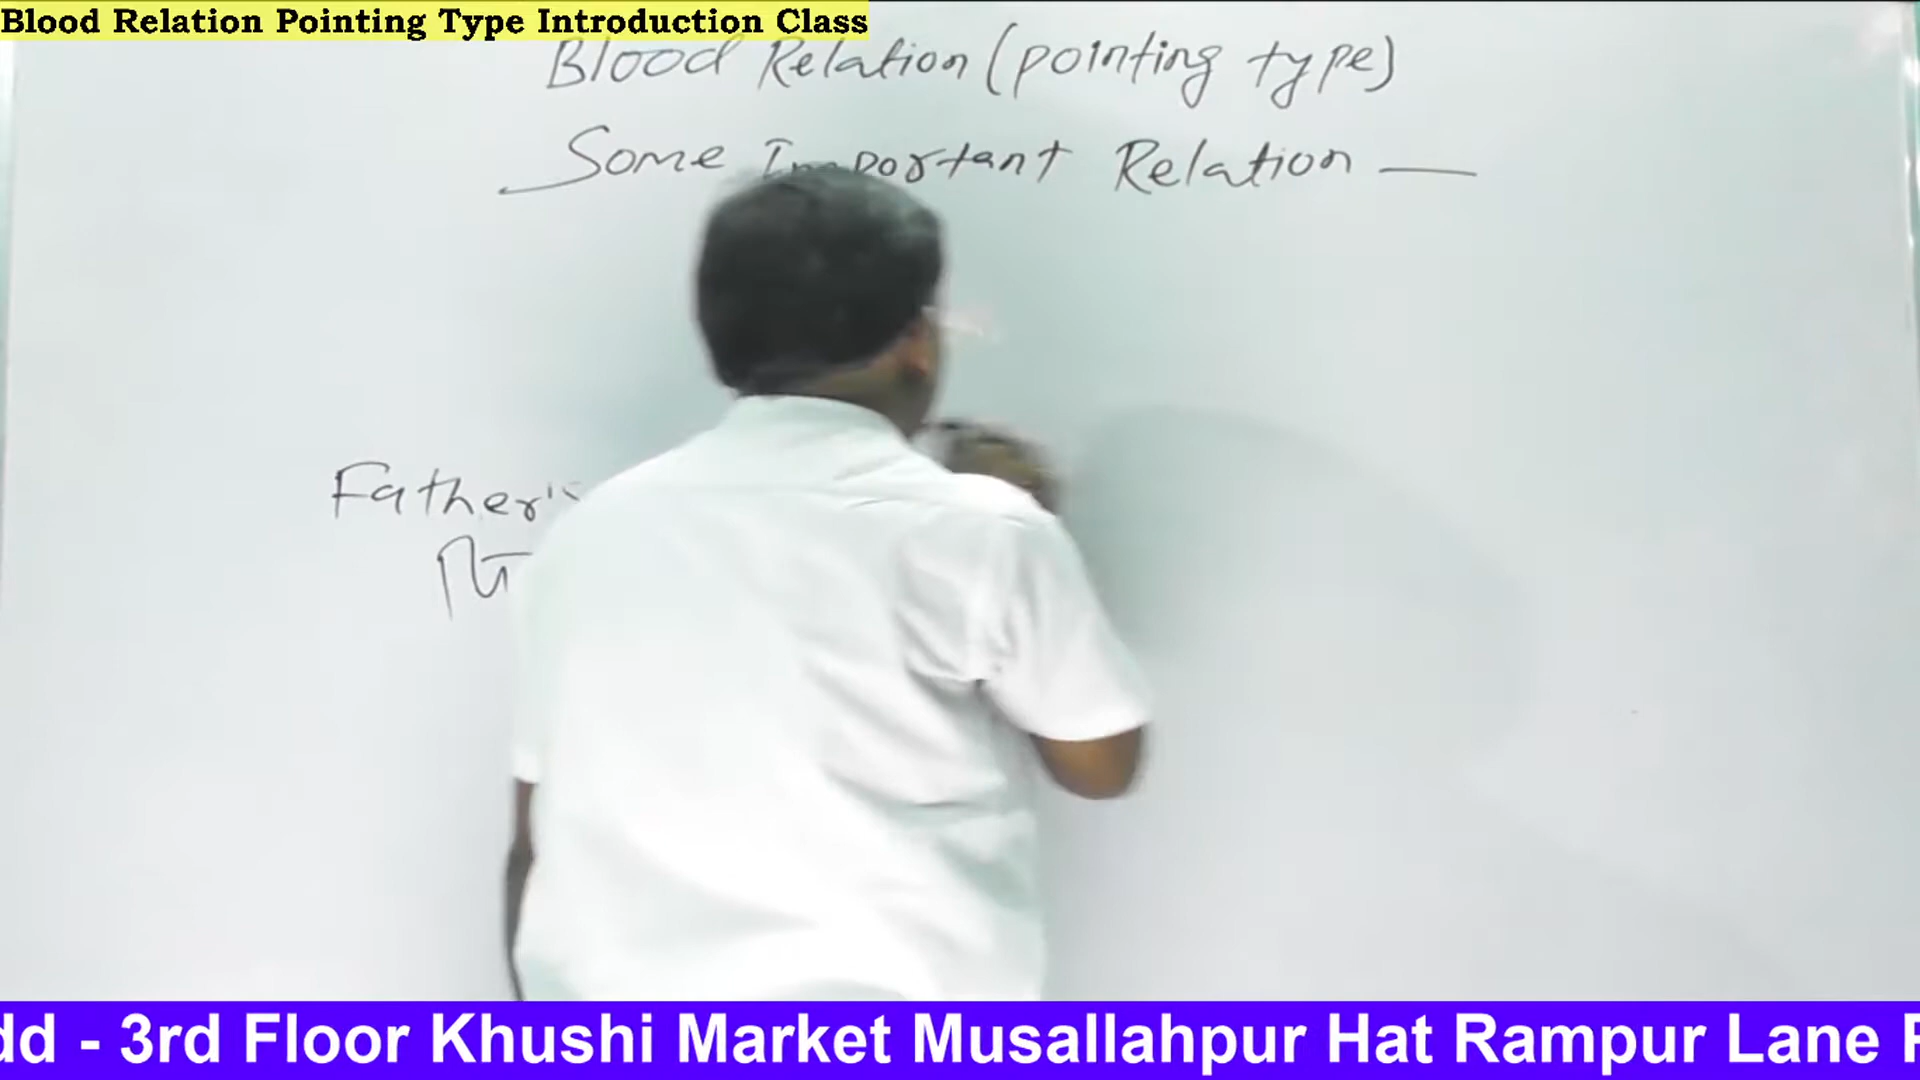 Blood Relation Pointing Type Introduction Class
Blood Relation (pointing type)
Some Important Relation —
Father's
dd - 3rd Floor Khushi Market Musallahpur Hat Rampur Lane